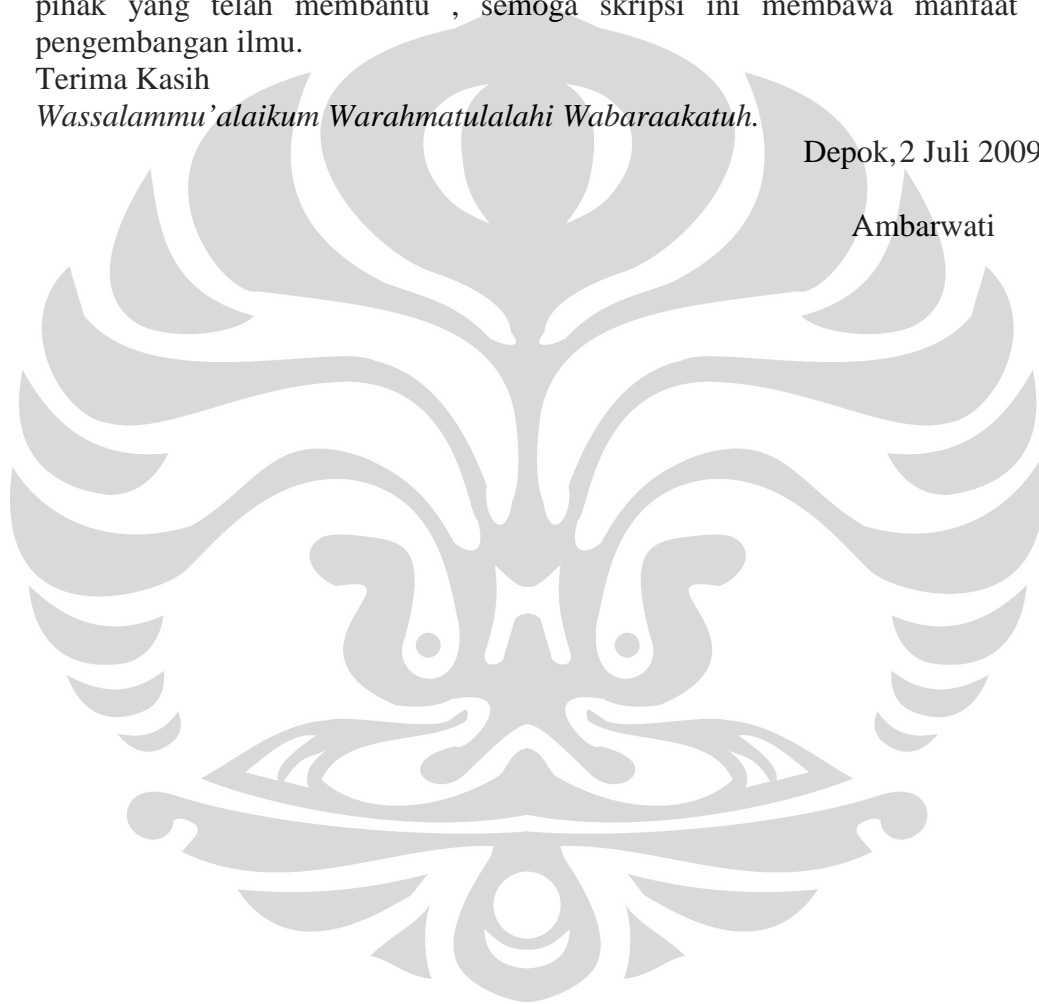 pihak yang telah membantu , semoga skripsi ini membawa manfaat
pengembangan ilmu.
Terima Kasih
Wassalammu’alaikum Warahmatulalahi Wabaraakatuh.
Depok, 2 Juli 2009
Ambarwati